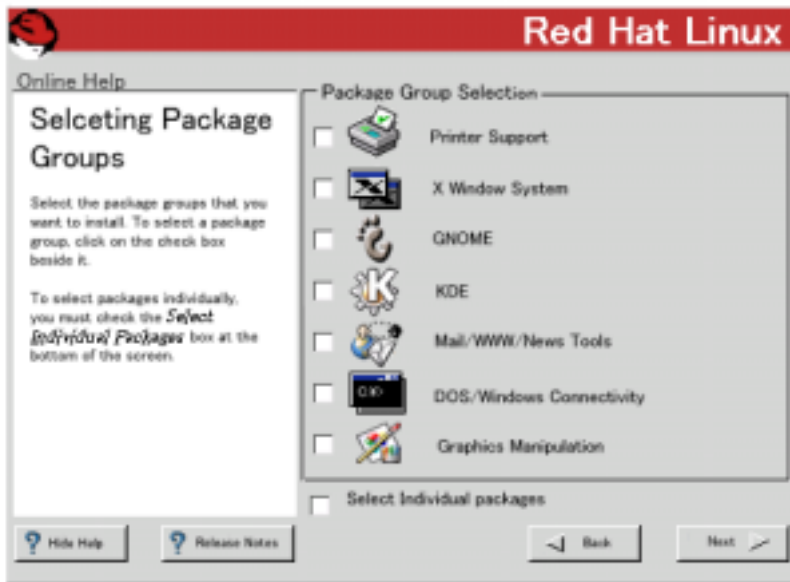 Red Hat Linux
Online Help
Selceting Package
Groups
Select the package groups that you
want to install. To select a package
group, click on the check box
beside it.
To select packages individually,
you must check the Select
Individual Packages box at the
bottom of the screen.
Package Group Selection
Printer Support
X Window System
GNOME
KDE
Mail/WWW/News Tools
DOS/Windows Connectivity
Graphics Manipulation
Select Individual packages
Hide Help
Release Notes
Back
Next